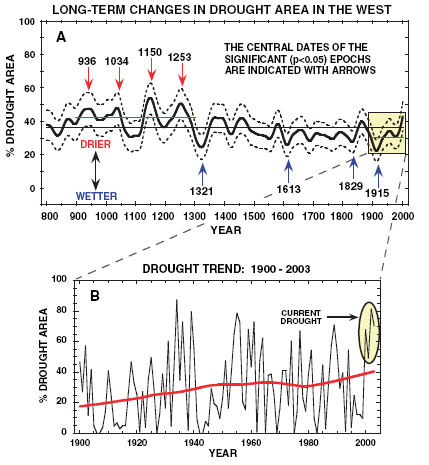 LONG-TERM CHANGES IN DROUGHT AREA IN THE WEST
100
80
60
40
20
0
% DROUGHT AREA
A
936
1034
1150
1253
THE CENTRAL DATES OF THE
SIGNIFICANT (p<0.05) EPOCHS
ARE INDICATED WITH ARROWS
DRIER
WETTER
1321
1613
1829
1915
800 900 1000 1100 1200 1300 1400 1500 1600 1700 1800 1900 2000
YEAR
DROUGHT TREND: 1900 - 2003
100
80
60
40
20
0
% DROUGHT AREA
B
CURRENT
DROUGHT
1900 1920 1940 1960 1980 2000
YEAR